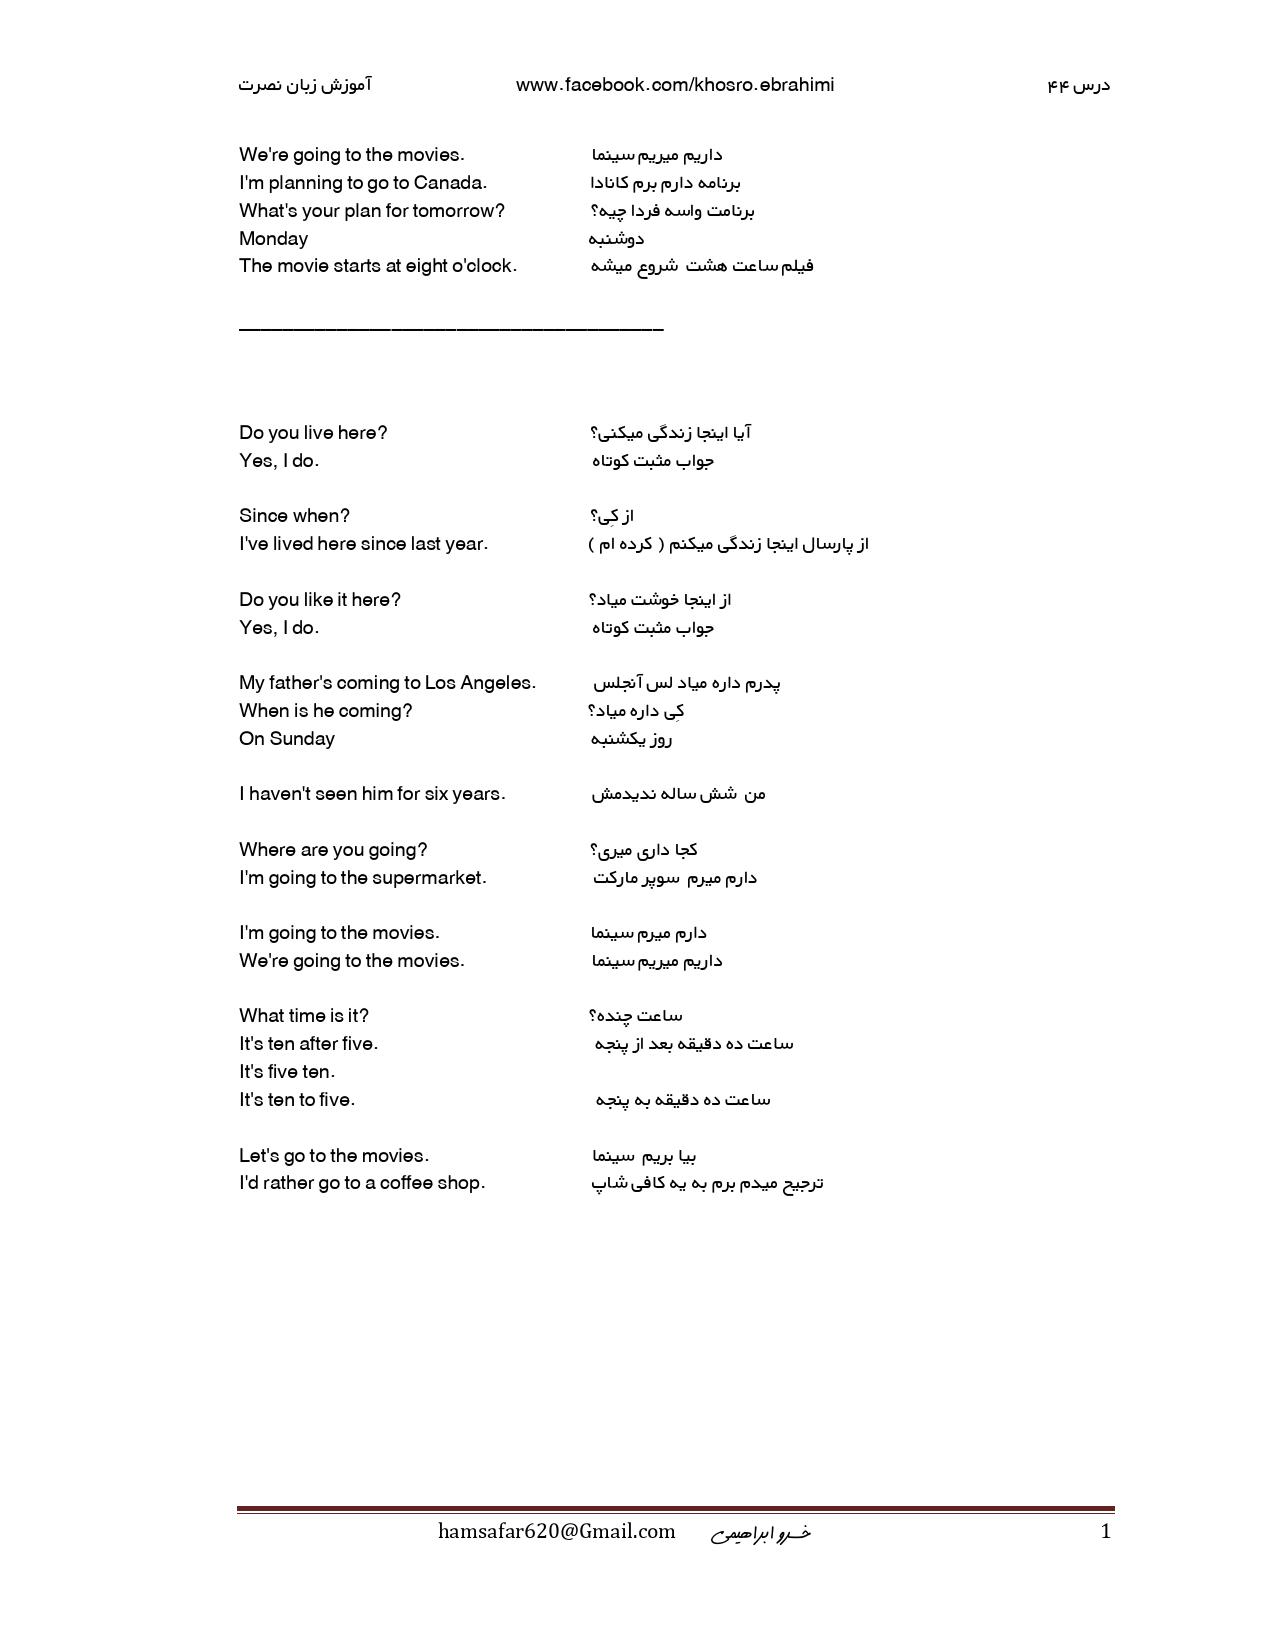 آموزش زبان نصرت www.facebook.com/khosro.ebrahimi درس ۴۴
We're going to the movies. داریم میریم سینما
I'm planning to go to Canada. برنامه دارم برم کانادا
What's your plan for tomorrow? برنامت واسه فردا چیه؟
Monday دوشنبه
The movie starts at eight o'clock. فیلم ساعت هشت شروع میشه
Do you live here? آیا اینجا زندگی میکنی؟
Yes, I do. جواب مثبت کوتاه
Since when? از کِی؟
I've lived here since last year. از پارسال اینجا زندگی میکنم ( کرده ام )
Do you like it here? از اینجا خوشت میاد؟
Yes, I do. جواب مثبت کوتاه
My father's coming to Los Angeles. پدرم داره میاد لس آنجلس
When is he coming? کِی داره میاد؟
On Sunday روز یکشنبه
I haven't seen him for six years. من شش ساله ندیدمش
Where are you going? کجا داری میری؟
I'm going to the supermarket. دارم میرم سوپر مارکت
I'm going to the movies. دارم میرم سینما
We're going to the movies. داریم میریم سینما
What time is it? ساعت چنده؟
It's ten after five. ساعت ده دقیقه بعد از پنجه
It's five ten.
It's ten to five. ساعت ده دقیقه به پنجه
Let's go to the movies. بیا بریم سینما
I'd rather go to a coffee shop. ترجیح میدم برم به یه کافی شاپ
hamsafar620@Gmail.com خسرو ابراهیمی 1